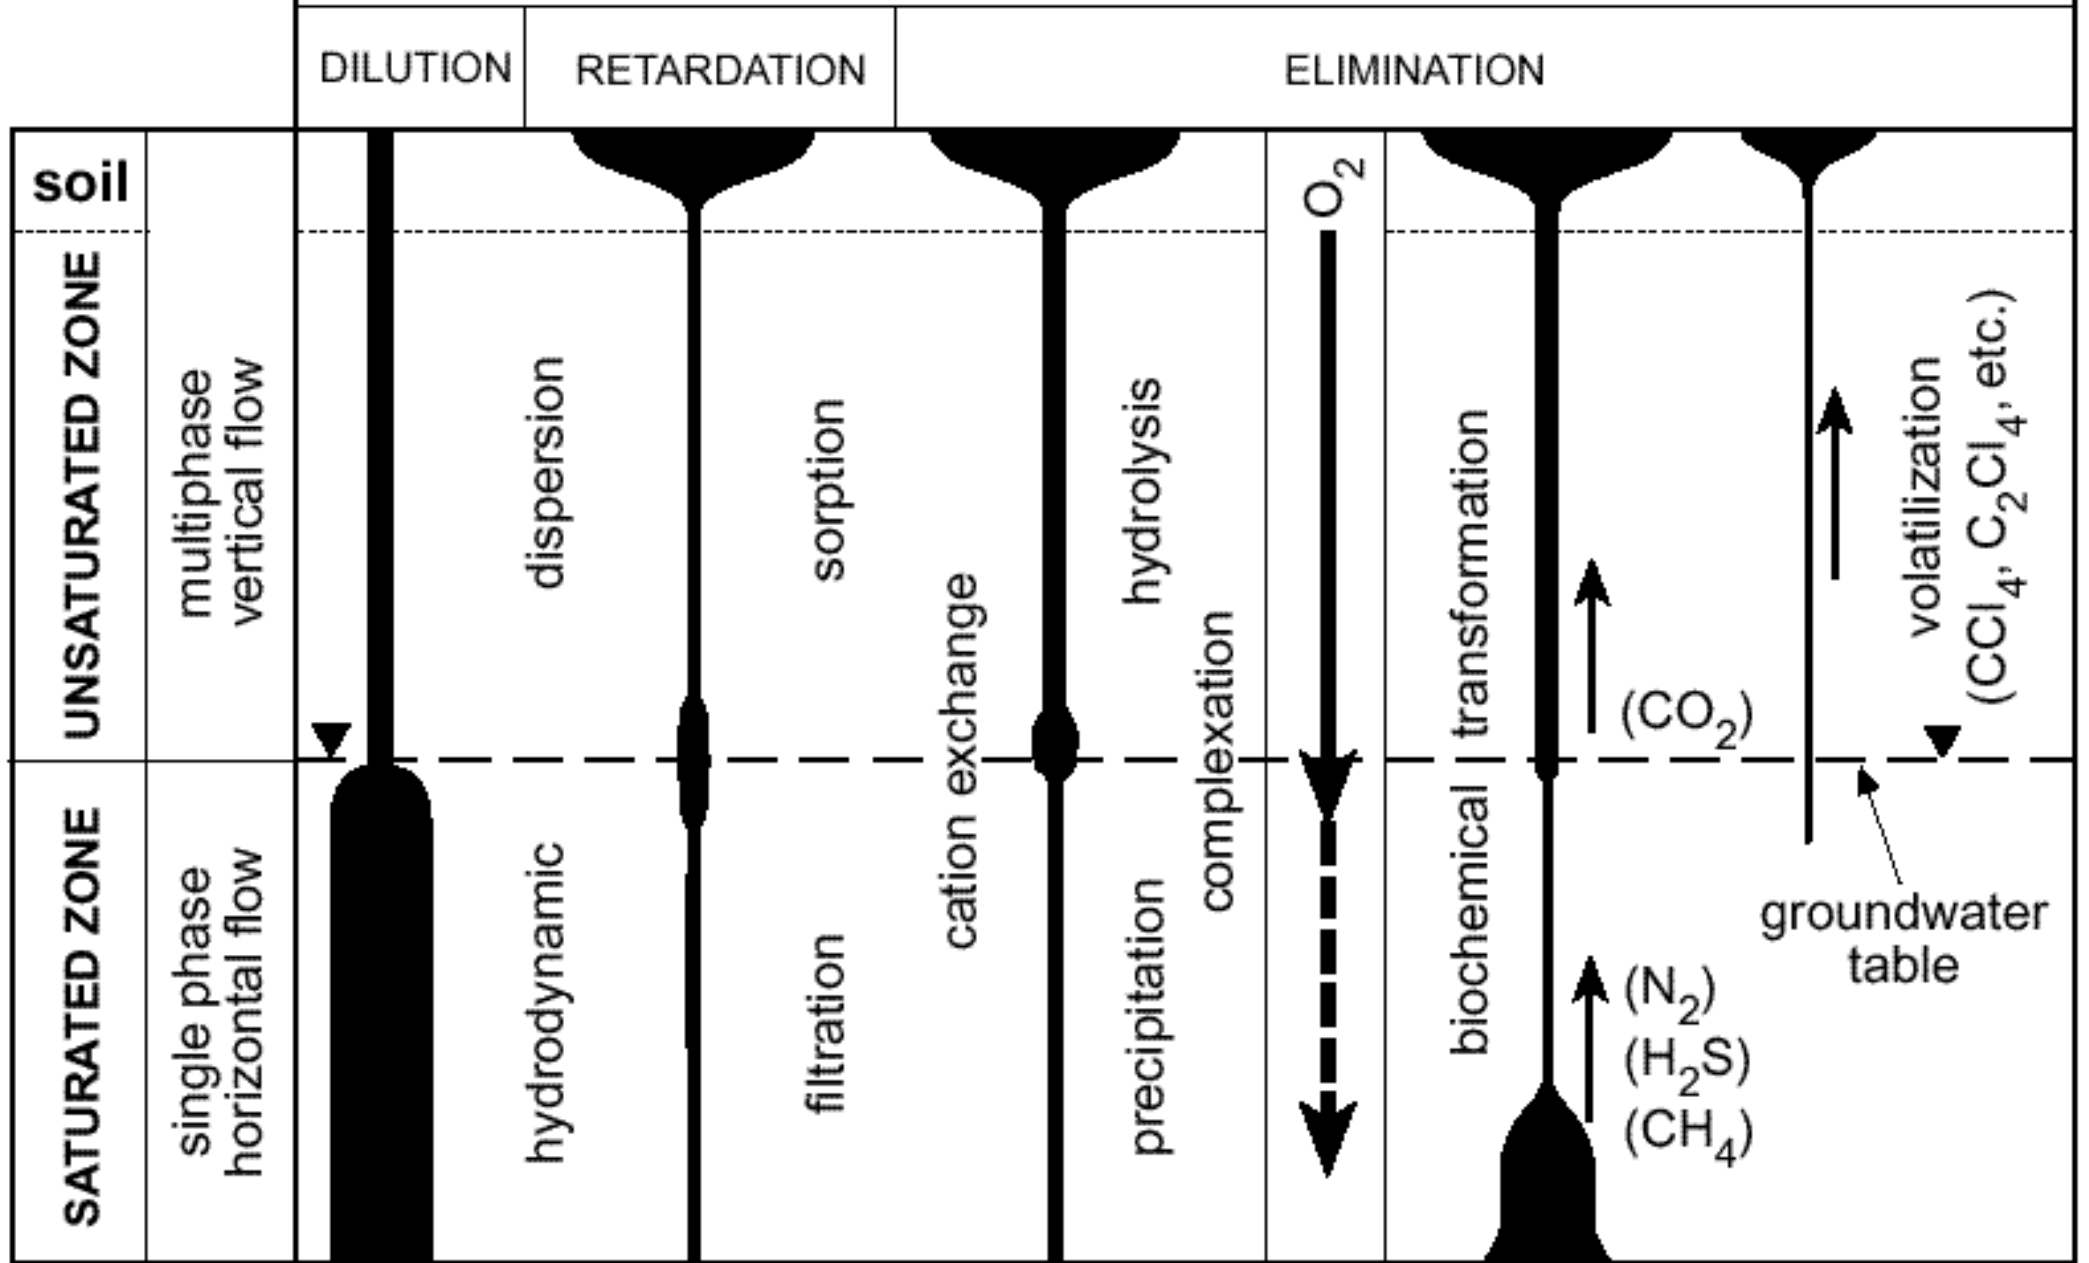 DILUTION
RETARDATION
ELIMINATION
soil
UNSATURATED ZONE
multiphase
vertical flow
SATURATED ZONE
single phase
horizontal flow
hydrodynamic dispersion
sorption
filtration
cation exchange
hydrolysis
precipitation
complexation
O₂
biochemical transformation
(CO₂)
(N₂)
(H₂S)
(CH₄)
volatilization
(CCl₄, C₂Cl₄, etc.)
groundwater
table